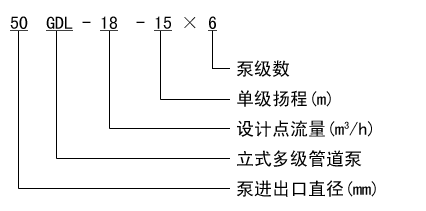 50 GDL - 18 - 15 × 6
泵级数
单级扬程(m)
设计点流量(m³/h)
立式多级管道泵
泵进出口直径(mm)